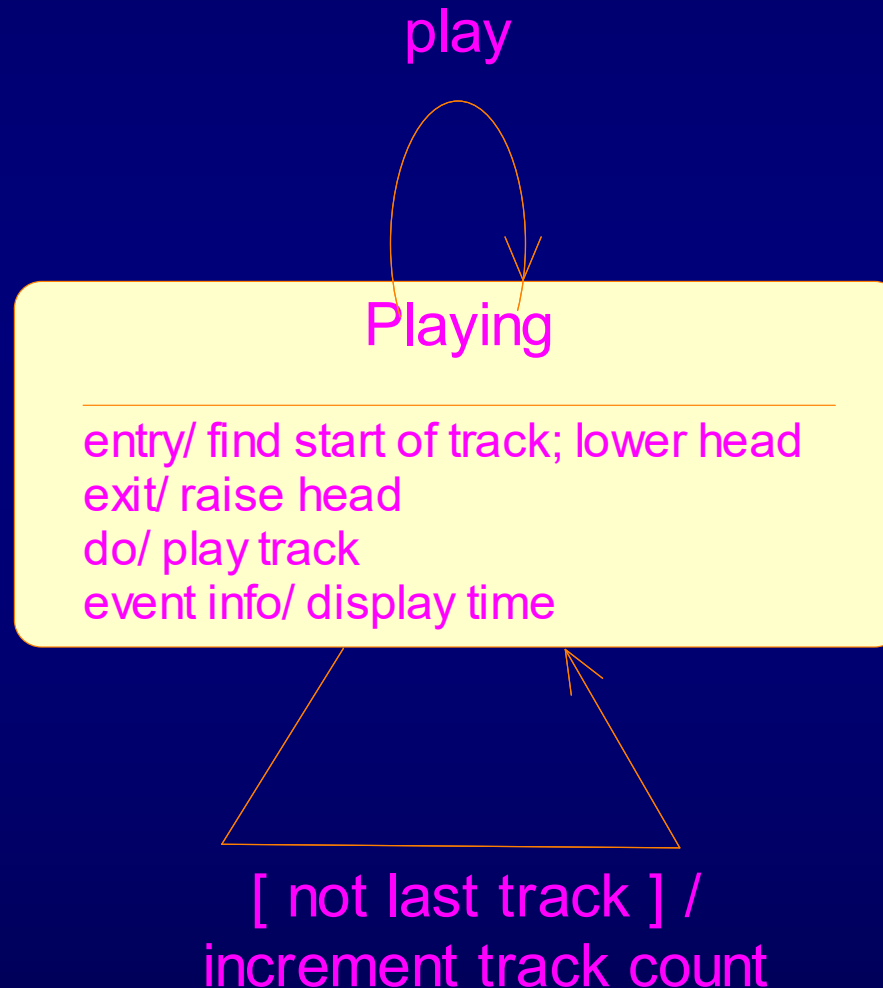 play
Playing
entry/ find start of track; lower head
exit/ raise head
do/ play track
event info/ display time
[ not last track ] /
increment track count